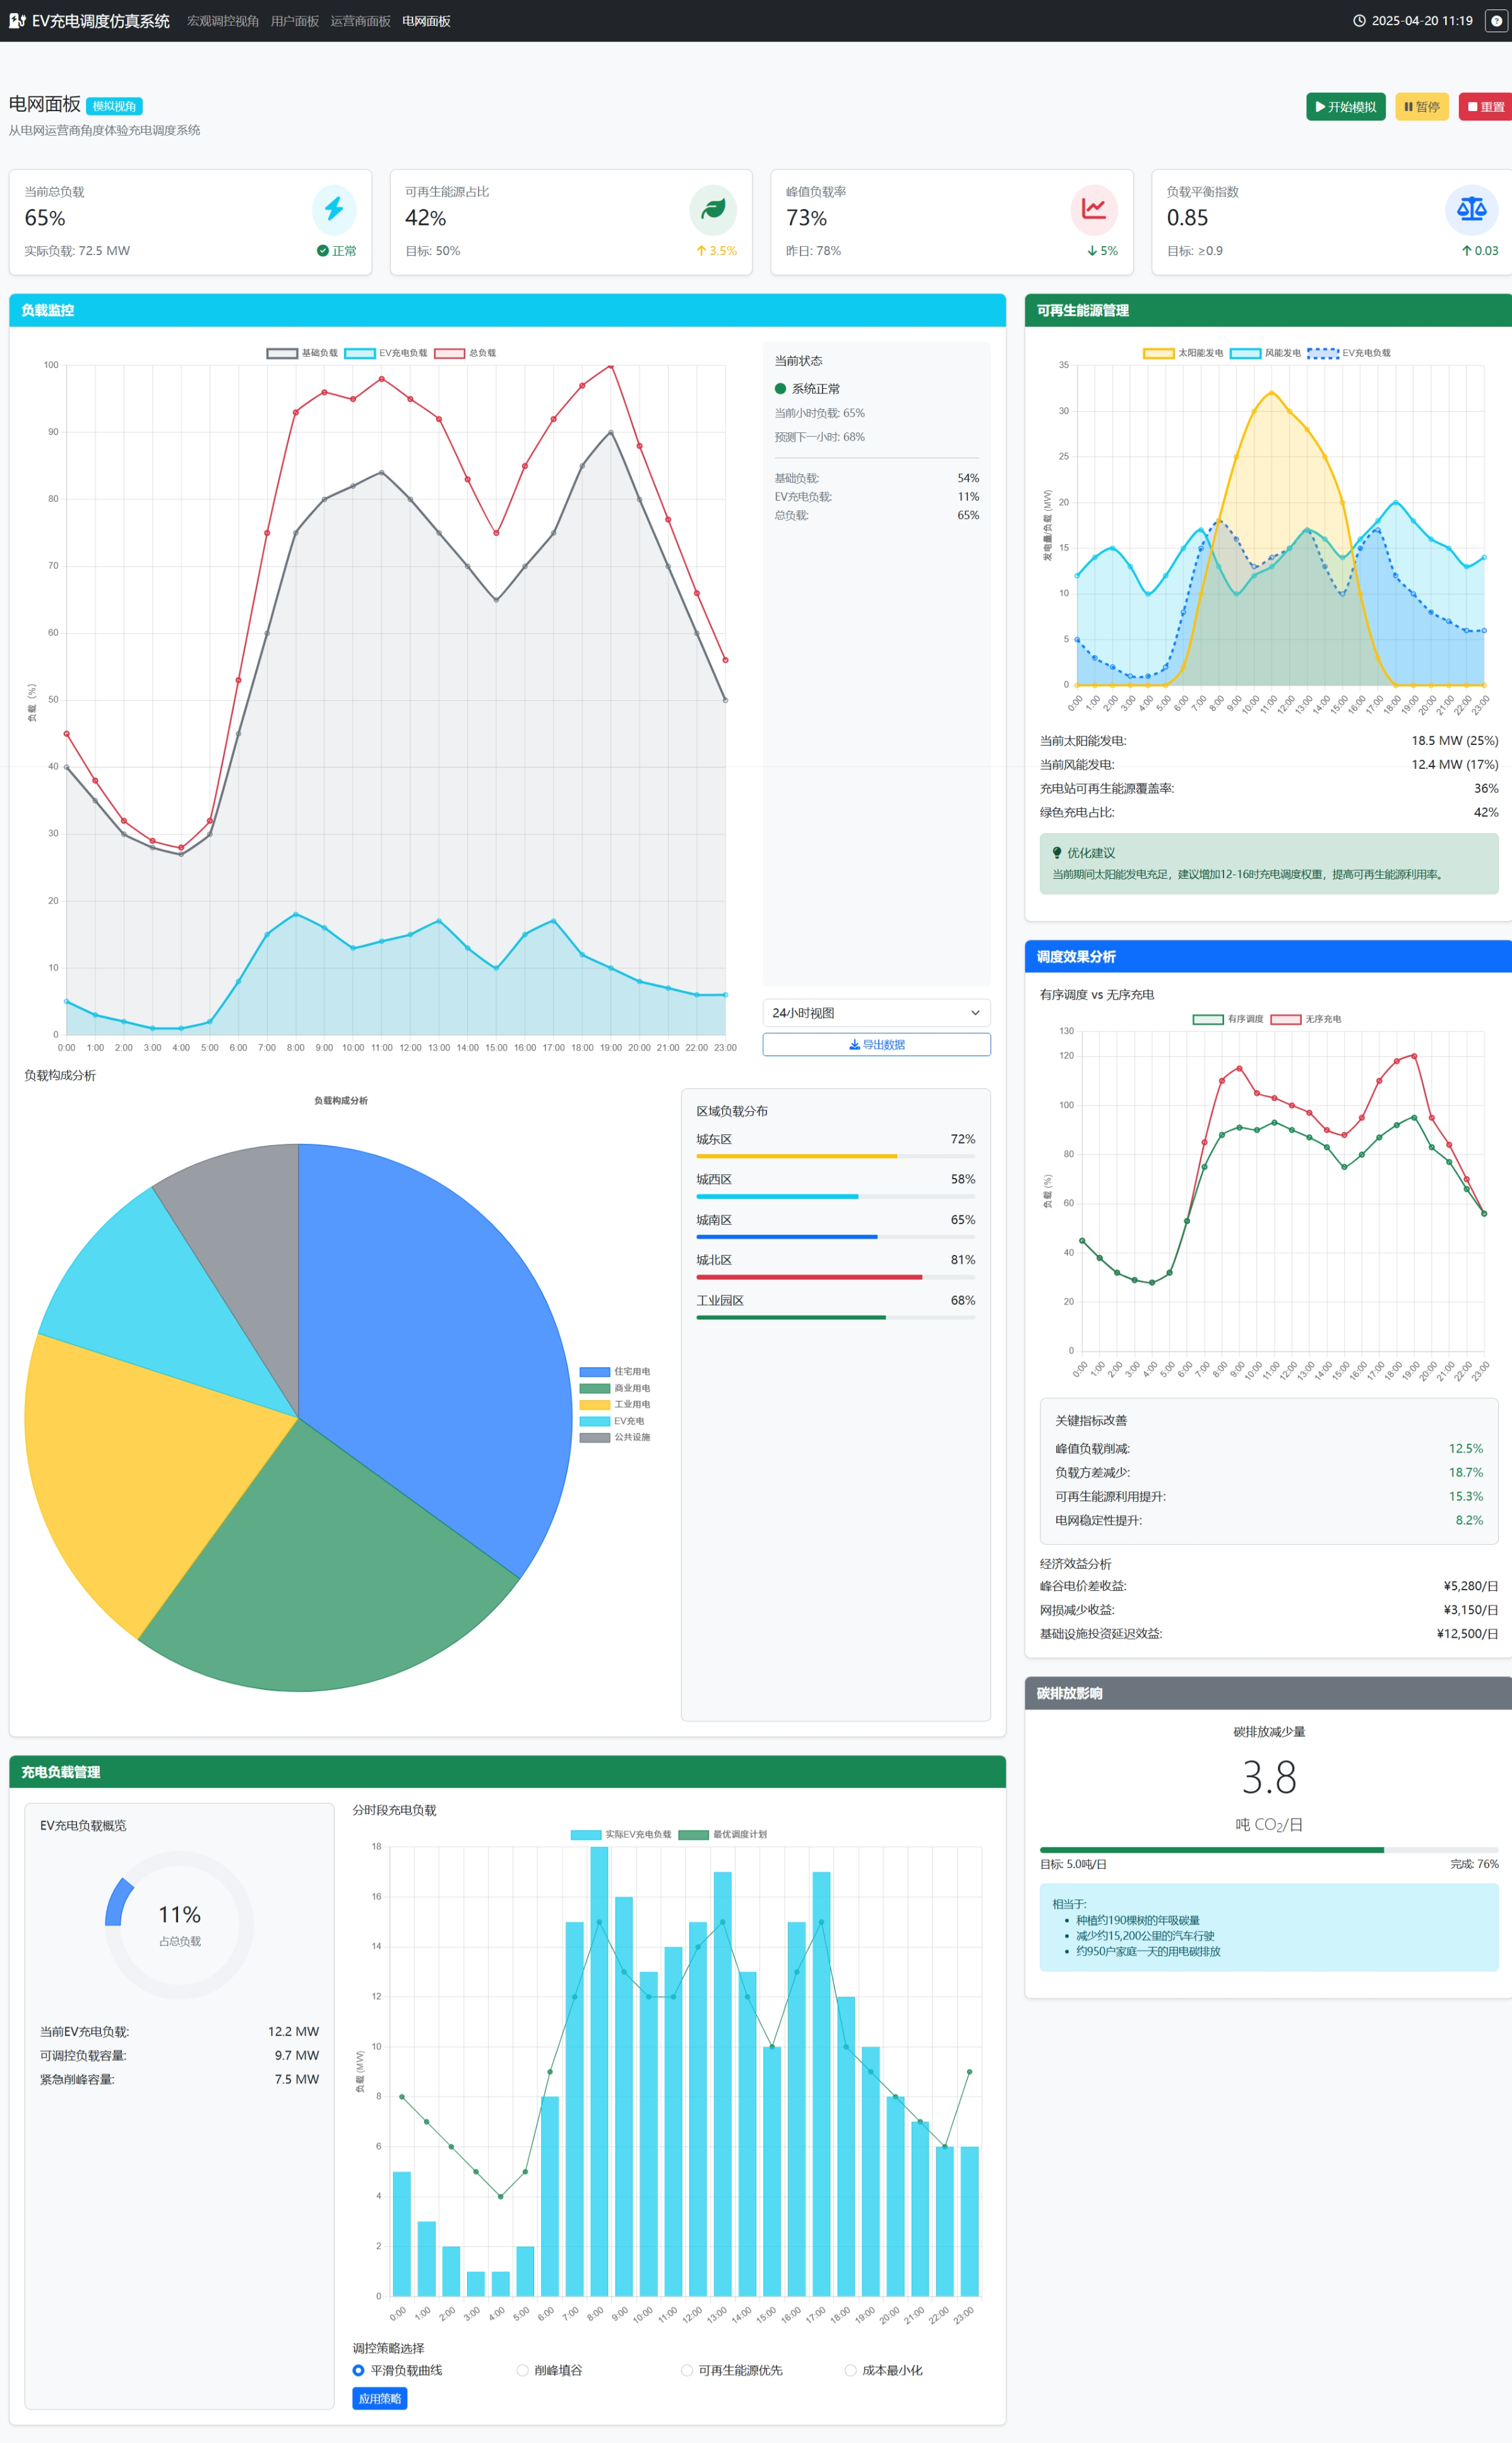 EV充电调度仿真系统 宏观调控视角 用户面板 运营商面板 电网面板 2025-04-20 11:19
电网面板 模拟视角
从电网运营商角度体验充电调度系统
开始模拟 暂停 重置
当前总负载
65%
实际负载: 72.5 MW 正常
可再生能源占比
42%
目标: 50% 3.5%
峰值负载率
73%
昨日: 78% 5%
负载平衡指数
0.85
目标: ≥0.9 0.03
负载监控
基础负载 EV充电负载 总负载
100
90
80
70
60
50
40
30
20
10
0
负载 (%)
0:00 1:00 2:00 3:00 4:00 5:00 6:00 7:00 8:00 9:00 10:00 11:00 12:00 13:00 14:00 15:00 16:00 17:00 18:00 19:00 20:00 21:00 22:00 23:00
当前状态
系统正常
当前小时负载: 65%
预测下一小时: 68%
基础负载: 54%
EV充电负载: 11%
总负载: 65%
24小时视图
导出数据
负载构成分析
负载构成分析
住宅用电
商业用电
工业用电
EV充电
公共设施
区域负载分布
城东区 72%
城西区 58%
城南区 65%
城北区 81%
工业园区 68%
充电负载管理
EV充电负载概览
11%
占总负载
当前EV充电负载: 12.2 MW
可调控负载容量: 9.7 MW
紧急削峰容量: 7.5 MW
分时段充电负载
实际EV充电负载 最优调度计划
18
16
14
12
10
8
6
4
2
0
负载 (MW)
0:00 1:00 2:00 3:00 4:00 5:00 6:00 7:00 8:00 9:00 10:00 11:00 12:00 13:00 14:00 15:00 16:00 17:00 18:00 19:00 20:00 21:00 22:00 23:00
调控策略选择
平滑负载曲线 削峰填谷 可再生能源优先 成本最小化
应用策略
可再生能源管理
太阳能发电 风能发电 EV充电负载
35
30
25
20
15
10
5
0
发电量/负载 (MW)
0:00 1:00 2:00 3:00 4:00 5:00 6:00 7:00 8:00 9:00 10:00 11:00 12:00 13:00 14:00 15:00 16:00 17:00 18:00 19:00 20:00 21:00 22:00 23:00
当前太阳能发电: 18.5 MW (25%)
当前风能发电: 12.4 MW (17%)
充电站可再生能源覆盖率: 36%
绿色充电占比: 42%
优化建议
当前期间太阳能发电充足，建议增加12-16时充电调度权重，提高可再生能源利用率。
调度效果分析
有序调度 vs 无序充电
有序调度 无序充电
130
120
100
80
60
40
20
0
负载 (%)
0:00 1:00 2:00 3:00 4:00 5:00 6:00 7:00 8:00 9:00 10:00 11:00 12:00 13:00 14:00 15:00 16:00 17:00 18:00 19:00 20:00 21:00 22:00 23:00
关键指标改善
峰值负载削减: 12.5%
负载方差减少: 18.7%
可再生能源利用提升: 15.3%
电网稳定性提升: 8.2%
经济效益分析
峰谷电价差收益: ¥5,280/日
网损减少收益: ¥3,150/日
基础设施投资延迟效益: ¥12,500/日
碳排放影响
碳排放减少量
3.8
吨 CO₂/日
目标: 5.0吨/日 完成: 76%
相当于:
种植约190棵树的年吸碳量
减少约15,200公里的汽车行驶
约950户家庭一天的用电碳排放